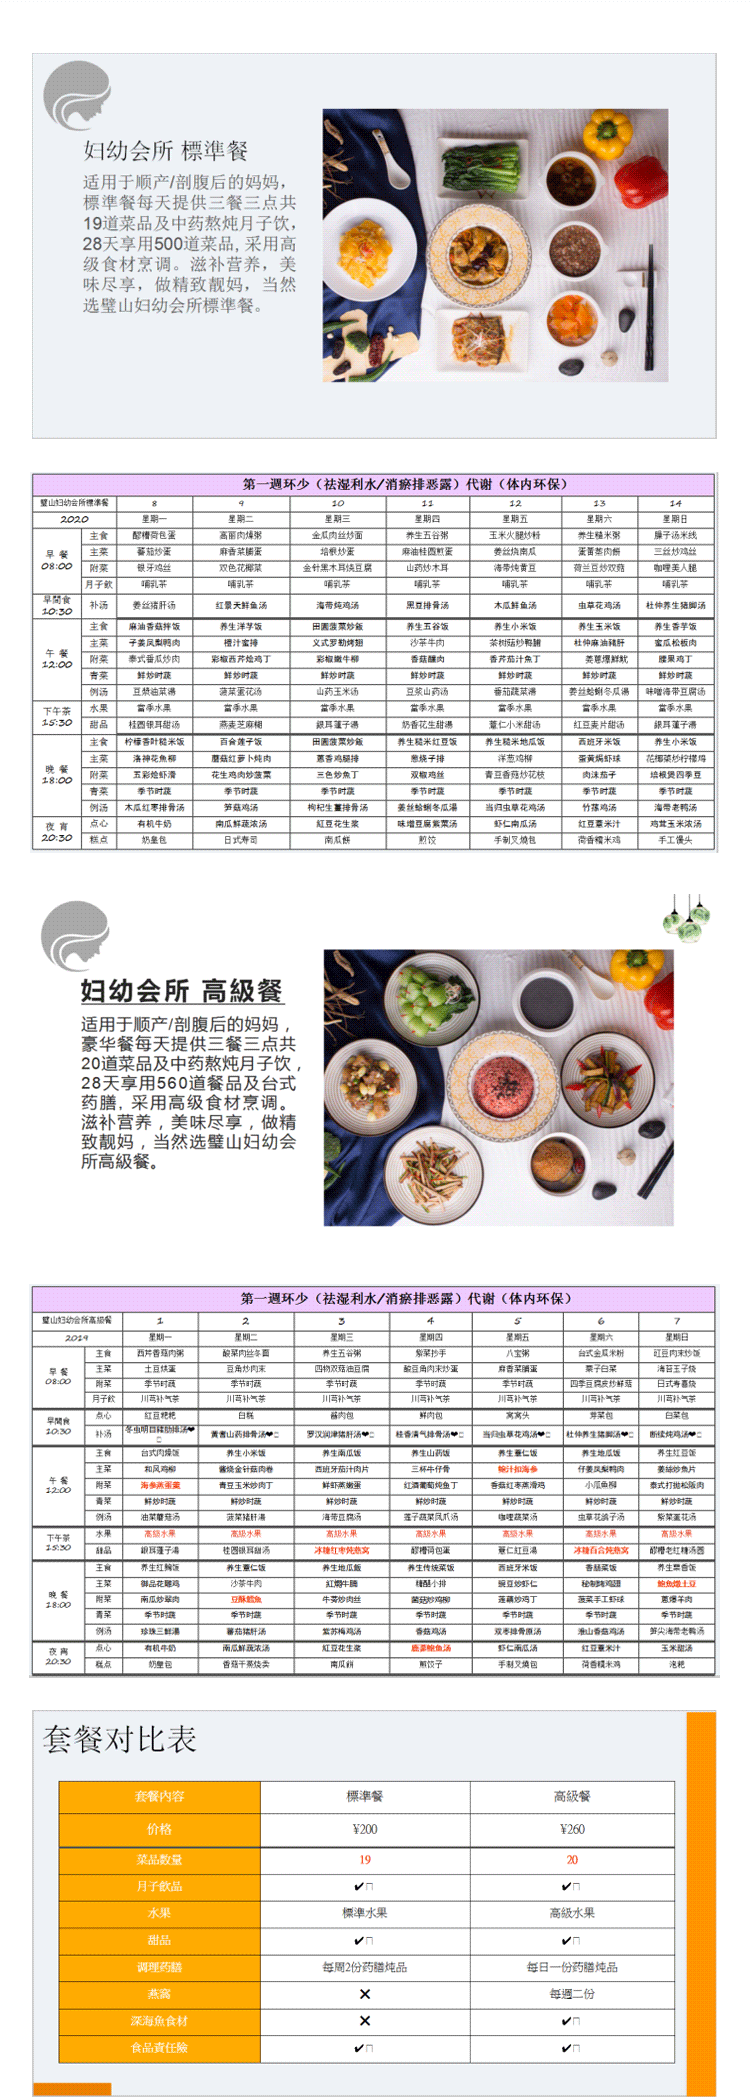 妇幼会所 標準餐
适用于顺产/剖腹后的妈妈，
標準餐每天提供三餐三点共
19道菜品及中药熬炖月子饮，
28天享用500道菜品, 采用高
级食材烹调。滋补营养，美
味尽享，做精致靓妈，当然
选璧山妇幼会所標準餐。
第一週环少（祛湿利水/消瘀排恶露）代谢（体内环保）
璧山妇幼会所標準餐 8 9 10 11 12 13 14
2020 星期一 星期二 星期三 星期四 星期五 星期六 星期日
早 餐 08:00
主食 醪糟荷包蛋 高丽肉燥粥 金瓜肉丝炒面 养生五谷粥 玉米火腿炒粉 养生糙米粥 臊子汤米线
主菜 蕃茄炒蛋 麻香菜脯蛋 培根炒蛋 麻油桂圆煎蛋 姜丝烧南瓜 蛋黄蒸肉餅 三丝炒鸡丝
附菜 银牙鸡丝 双色花椰菜 金针黑木耳烧豆腐 山药炒木耳 海带炖黄豆 荷兰豆炒双菇 咖哩美人腿
月子飲 哺乳茶 哺乳茶 哺乳茶 哺乳茶 哺乳茶 哺乳茶 哺乳茶
早間食 10:30
补汤 姜丝猪肝汤 红景天鲜鱼汤 海带炖鸡汤 黑豆排骨汤 木瓜鲜鱼汤 虫草花鸡汤 杜仲养生猪脚汤
午 餐 12:00
主食 麻油香菇拌饭 养生洋芋饭 田園菠菜炒飯 养生五谷饭 养生小米饭 养生玉米饭 养生香芋饭
主菜 子姜凤梨鸭肉 橙汁蜜排 义式罗勒烤翅 沙茶牛肉 茶树菇炒鸭脯 杜仲麻油豬肝 蜜瓜松板肉
附菜 泰式香瓜炒肉 彩椒西芹烩鸡丁 彩椒嫩牛柳 香菇釀肉 香芹茄汁魚丁 姜蔥爆鮮魷 腰果鸡丁
青菜 鲜炒时蔬 鲜炒时蔬 鲜炒时蔬 鲜炒时蔬 鲜炒时蔬 鲜炒时蔬 鲜炒时蔬
例汤 豆漿油菜湯 菠菜蛋花汤 山药玉米汤 豆浆山药汤 番茄蔬菜湯 姜丝蛤蜊冬瓜湯 味噌海带豆腐汤
下午茶 15:30
水果 當季水果 當季水果 當季水果 當季水果 當季水果 當季水果 當季水果
甜品 桂圆银耳甜汤 燕麦芝麻糊 銀耳蓮子湯 奶香花生甜湯 薏仁小米甜汤 红豆麦片甜汤 銀耳蓮子湯
晚 餐 18:00
主食 柠檬香叶糙米饭 百合莲子饭 田園菠菜炒飯 养生糙米红豆饭 养生糙米地瓜饭 西班牙米饭 养生小米饭
主菜 洛神花魚柳 蘑菇红萝卜炖肉 蔥香鸡腿排 葱烧子排 洋葱鸡柳 蛋黄焗虾球 花椰菜炒柠檬鸡
附菜 五彩烩虾滑 花生鸡肉炒菠菜 三色炒魚丁 双椒鸡丝 青豆香菇炒花枝 肉沫茄子 培根煲四季豆
青菜 季节时蔬 季节时蔬 季节时蔬 季节时蔬 季节时蔬 季节时蔬 季节时蔬
例汤 木瓜红枣排骨汤 笋菇鸡汤 枸杞生薑排骨汤 姜丝蛤蜊冬瓜湯 当归虫草花鸡汤 竹荪鸡汤 海带老鸭汤
夜 宵 20:30
点心 有机牛奶 南瓜鲜蔬浓汤 紅豆花生浆 味增豆腐紫菜汤 虾仁南瓜汤 红豆薏米汁 鸡茸玉米浓汤
糕点 奶皇包 日式寿司 南瓜餅 煎饺 手制叉燒包 荷香糯米鸡 手工馒头
妇幼会所 高級餐
适用于顺产/剖腹后的妈妈，
豪华餐每天提供三餐三点共
20道菜品及中药熬炖月子饮，
28天享用560道餐品及台式
药膳, 采用高级食材烹调。
滋补营养，美味尽享，做精
致靓妈，当然选璧山妇幼会
所高級餐。
第一週环少（祛湿利水/消瘀排恶露）代谢（体内环保）
璧山妇幼会所高級餐 1 2 3 4 5 6 7
2019 星期一 星期二 星期三 星期四 星期五 星期六 星期日
早 餐 08:00
主食 西芹香菇肉粥 酸菜肉丝冬面 养生五谷粥 紫菜抄手 八宝粥 台式金瓜米粉 豇豆肉末炒饭
主菜 土豆烘蛋 豆角炒肉末 四物双菇油豆腐 酸豆角肉末炒蛋 麻香菜脯蛋 栗子白菜 海苔玉子烧
附菜 季节时蔬 季节时蔬 季节时蔬 季节时蔬 季节时蔬 四季豆腐皮炒鲜菇 日式寿喜烧
月子飲 川芎补气茶 川芎补气茶 川芎补气茶 川芎补气茶 川芎补气茶 川芎补气茶 川芎补气茶
早間食 10:30
点心 红豆粑粑 白糕 酱肉包 鲜肉包 窝窝头 芽菜包 白菜包
补汤 冬虫明目豬肋排汤❤ 黄耆山药排骨汤❤ 罗汉润津猪肝汤❤ 桂香清气排骨汤❤ 当归虫草花鸡汤❤ 杜仲养生猪脚汤❤ 断续炖鸡汤❤
午 餐 12:00
主食 台式肉燥饭 养生小米饭 养生南瓜饭 养生山药饭 养生薏仁饭 养生地瓜饭 养生红豆饭
主菜 和风鸡柳 酱烧金针菇肉卷 西班牙茄汁肉片 三杯牛仔骨 鲍汁扣海参 仔姜凤梨鸭肉 姜絲炒魚片
附菜 海参蒸蛋羹 青豆玉米炒肉丁 鲜虾蒸嫩蛋 红酒葡萄炖鱼丁 香菇红枣蒸滑鸡 小瓜鱼柳 泰式打抛松阪肉
青菜 鲜炒时蔬 鲜炒时蔬 鲜炒时蔬 鲜炒时蔬 鲜炒时蔬 鲜炒时蔬 鲜炒时蔬
例汤 油菜蘑菇汤 菠菜猪肝湯 海带豆腐汤 莲子蔬菜凤爪汤 咖哩蔬菜汤 虫草花鸽子汤 紫菜蛋花汤
下午茶 15:30
水果 高级水果 高级水果 高级水果 高级水果 高级水果 高级水果 高级水果
甜品 銀耳莲子湯 桂圆银耳甜汤 冰糖红枣炖燕窝 醪糟荷包蛋 薏仁紅豆湯 冰糖百合炖燕窝 醪糟老红糖汤圆
晚 餐 18:00
主食 养生红豌饭 养生薏仁饭 养生地瓜飯 养生传统菜饭 西班牙米饭 香肠菜饭 养生栗香饭
主菜 御品花雕鸡 沙茶牛肉 紅燜牛腩 糖醋小排 豌豆炒虾仁 秘制烤鸡翅 鲍鱼燉土豆
附菜 南瓜炒翠肉 豆酥鳕鱼 牛蒡炒肉丝 菌菇炒鸡柳 莲藕炒鸡丁 菠菜手工虾球 蔥爆羊肉
青菜 季节时蔬 季节时蔬 季节时蔬 季节时蔬 季节时蔬 季节时蔬 季节时蔬
例汤 珍珠三鲜湯 蕃茄猪肝汤 紫苏梅鸡汤 香菇鸡汤 双枣排骨原汤 淮山香菇鸡汤 笋尖海带老鸭汤
夜 宵 20:30
点心 有机牛奶 南瓜鲜蔬浓汤 紅豆花生浆 鹿茸鲍鱼汤 虾仁南瓜汤 红豆薏米汁 玉米甜汤
糕点 奶皇包 香菇干蒸烧卖 南瓜餅 煎饺子 手制叉燒包 荷香糯米鸡 泡粑
套餐对比表
套餐内容 標準餐 高級餐
价格 ¥200 ¥260
菜品数量 19 20
月子飲品 ✔□ ✔□
水果 標準水果 高級水果
甜品 ✔□ ✔□
调理药膳 每周2份药膳炖品 每日一份药膳炖品
燕窝 ✕ 每週二份
深海魚食材 ✕ ✔□
食品責任險 ✔□ ✔□